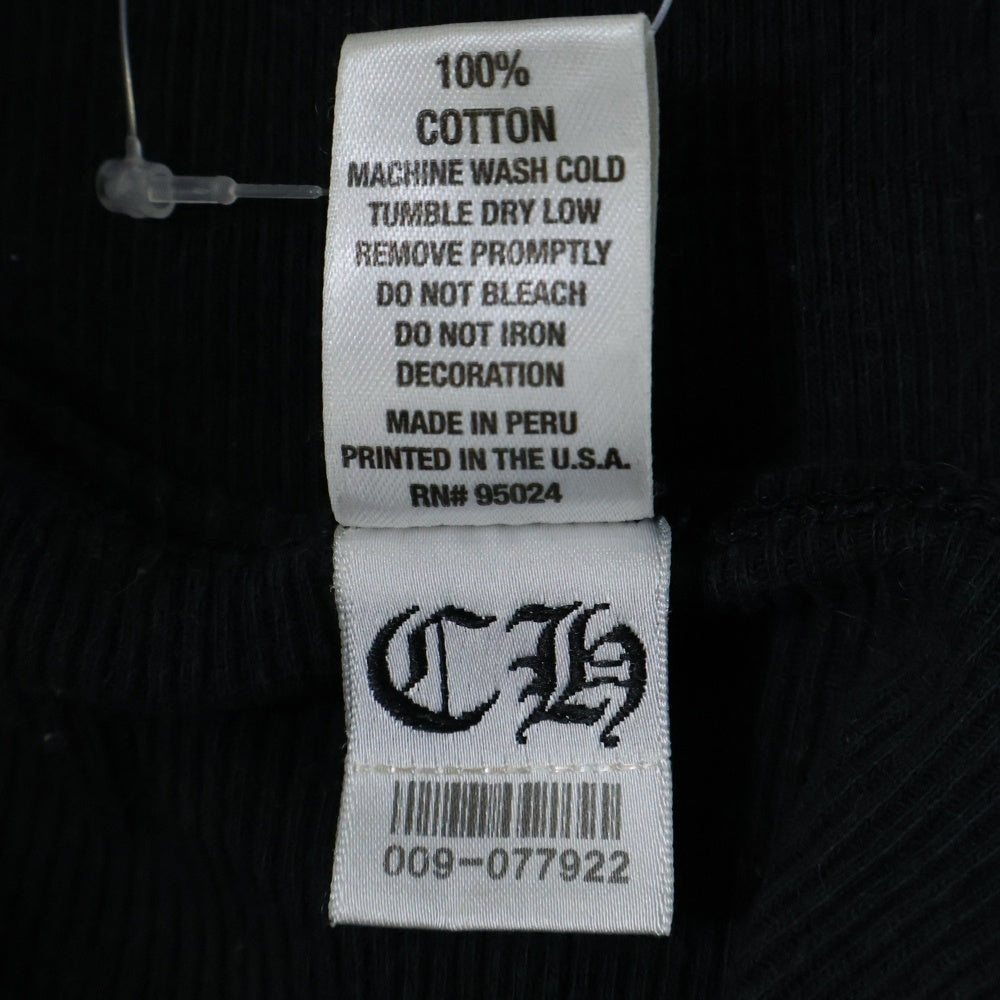 100%
COTTON
MACHINE WASH COLD
TUMBLE DRY LOW
REMOVE PROMPTLY
DO NOT BLEACH
DO NOT IRON
DECORATION
MADE IN PERU
PRINTED IN THE U.S.A.
RN# 95024
CH
009-077922